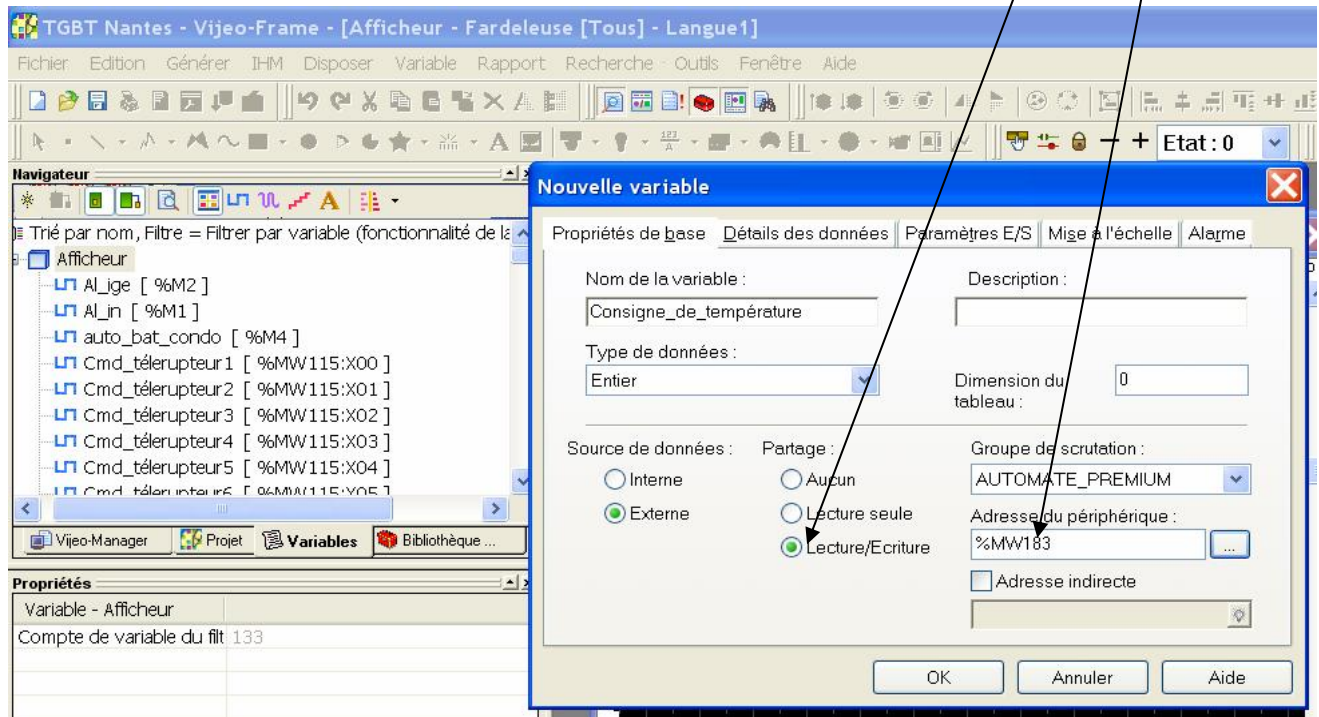 TGBT Nantes - Vijeo-Frame - [Afficheur - Fardeleuse [Tous] - Langue1]
Fichier Edition Générer IHM Disposer Variable Rapport Recherche Outils Fenêtre Aide
Etat : 0
Navigateur
Trié par nom, Filtre = Filtrer par variable (fonctionnalité de la
Afficheur
Al_ige [ %M2 ]
Al_in [ %M1 ]
auto_bat_condo [ %M4 ]
Cmd_télerupteur1 [ %MW115:X00 ]
Cmd_télerupteur2 [ %MW115:X01 ]
Cmd_télerupteur3 [ %MW115:X02 ]
Cmd_télerupteur4 [ %MW115:X03 ]
Cmd_télerupteur5 [ %MW115:X04 ]
Cmd_télerupteur6 [ %MW115:X05 ]
Vijeo-Manager Projet Variables Bibliothèque ...
Propriétés
Variable - Afficheur
Compte de variable du filt 133
Nouvelle variable
Propriétés de base Détails des données Paramètres E/S Mise à l'échelle Alarme
Nom de la variable : Description :
Consigne_de_température
Type de données :
Entier Dimension du 0
tableau :
Source de données : Partage : Groupe de scrutation :
Interne Aucun AUTOMATE_PREMIUM
Externe Lecture seule Adresse du périphérique :
Lecture/Ecriture %MW183 ...
Adresse indirecte
OK Annuler Aide